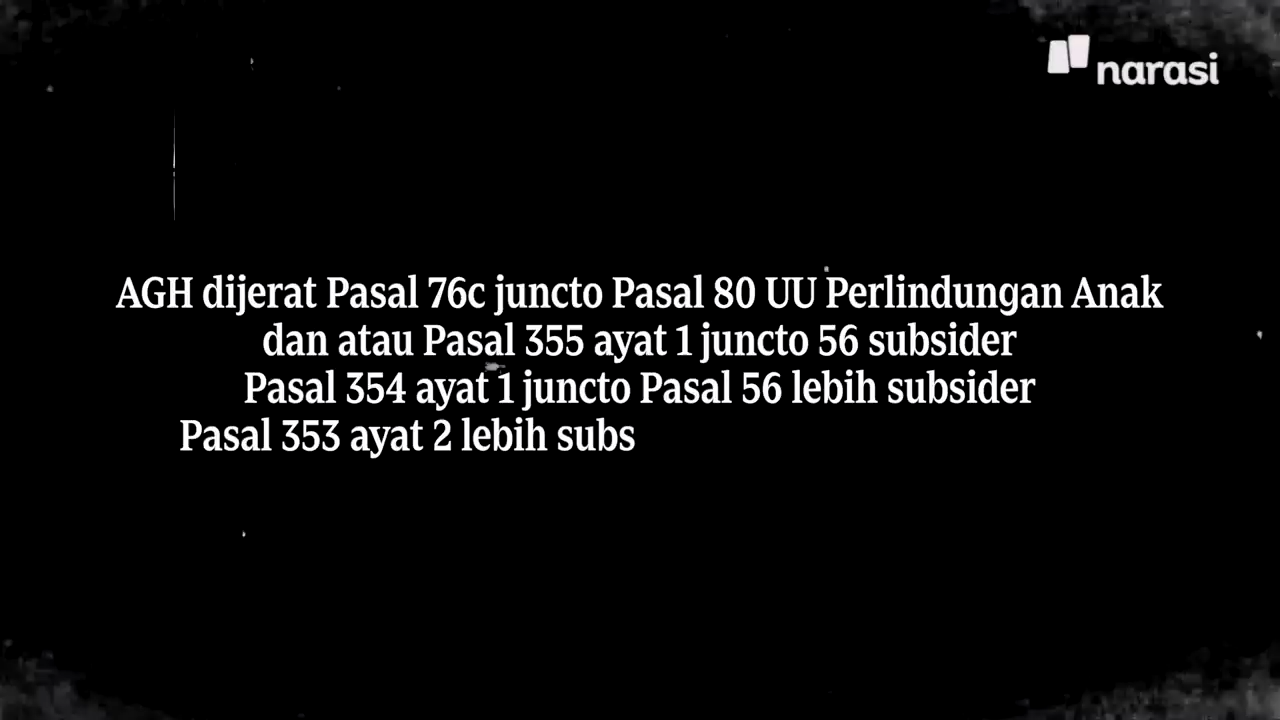 narasi
AGH dijerat Pasal 76c juncto Pasal 80 UU Perlindungan Anak
dan atau Pasal 355 ayat 1 juncto 56 subsider
Pasal 354 ayat 1 juncto Pasal 56 lebih subsider
Pasal 353 ayat 2 lebih subs